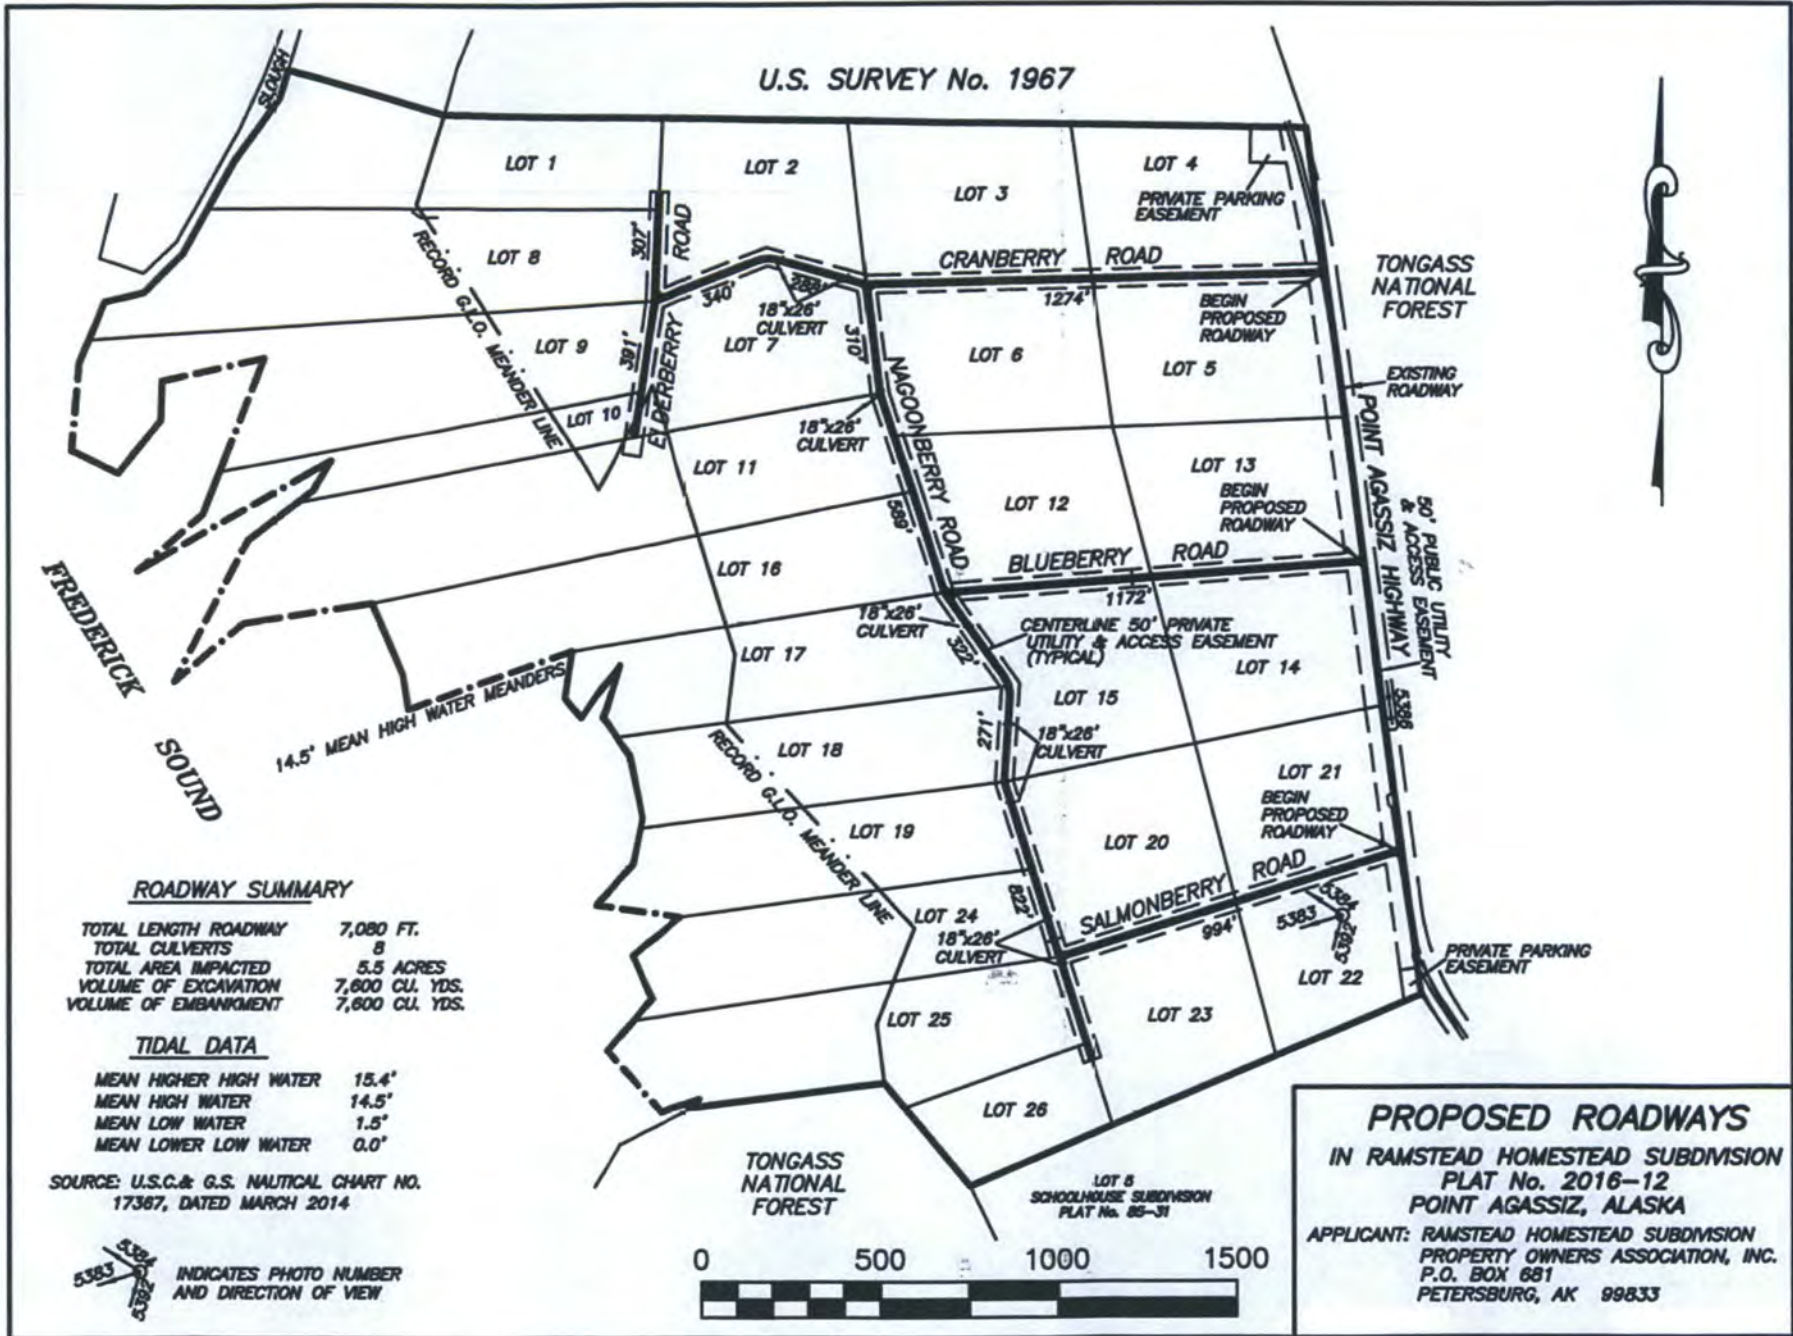 U.S. SURVEY No. 1967
SLOUGH
LOT 1
LOT 2
LOT 3
LOT 4
PRIVATE PARKING
EASEMENT
ROAD
307'
LOT 8
RECORD G.L.O. MEANDER LINE
340'
288'
18"x26'
CULVERT
CRANBERRY ROAD
1274'
BEGIN
PROPOSED
ROADWAY
TONGASS
NATIONAL
FOREST
LOT 9
391'
ELDERBERRY
LOT 7
310'
LOT 6
LOT 5
EXISTING
ROADWAY
LOT 10
18"x26'
CULVERT
NAGOONBERRY ROAD
POINT AGASSIZ HIGHWAY
LOT 11
LOT 13
BEGIN
PROPOSED
ROADWAY
LOT 12
589'
50' PUBLIC UTILITY
& ACCESS EASEMENT
LOT 16
BLUEBERRY ROAD
1172'
FREDERICK
SOUND
18"x26'
CULVERT
322'
CENTERLINE 50' PRIVATE
UTILITY & ACCESS EASEMENT
(TYPICAL)
LOT 17
LOT 14
LOT 15
14.5' MEAN HIGH WATER MEANDERS
5386
271'
18"x26'
CULVERT
LOT 18
RECORD G.L.O. MEANDER LINE
LOT 21
BEGIN
PROPOSED
ROADWAY
LOT 19
LOT 20
822'
SALMONBERRY ROAD
994'
5384
5383
5392
LOT 24
18"x26'
CULVERT
PRIVATE PARKING
EASEMENT
LOT 22
LOT 25
LOT 23
LOT 26
ROADWAY SUMMARY
TOTAL LENGTH ROADWAY 7,080 FT.
TOTAL CULVERTS 8
TOTAL AREA IMPACTED 5.5 ACRES
VOLUME OF EXCAVATION 7,600 CU. YDS.
VOLUME OF EMBANKMENT 7,600 CU. YDS.
TIDAL DATA
MEAN HIGHER HIGH WATER 15.4'
MEAN HIGH WATER 14.5'
MEAN LOW WATER 1.5'
MEAN LOWER LOW WATER 0.0'
SOURCE: U.S.C.& G.S. NAUTICAL CHART NO.
17367, DATED MARCH 2014
5384
5383
5392
INDICATES PHOTO NUMBER
AND DIRECTION OF VIEW
TONGASS
NATIONAL
FOREST
SCHOOLHOUSE SUBDIVISION
PLAT No. 85-31
0 500 1000 1500
PROPOSED ROADWAYS
IN RAMSTEAD HOMESTEAD SUBDIVISION
PLAT No. 2016-12
POINT AGASSIZ, ALASKA
APPLICANT: RAMSTEAD HOMESTEAD SUBDIVISION
PROPERTY OWNERS ASSOCIATION, INC.
P.O. BOX 681
PETERSBURG, AK 99833